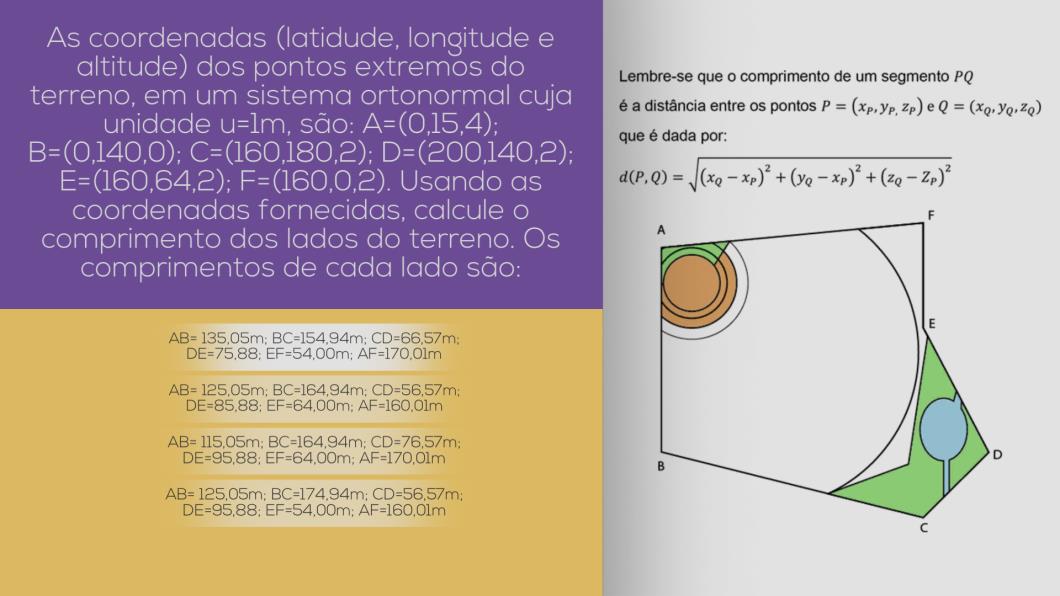 As coordenadas (latidude, longitude e
altitude) dos pontos extremos do
terreno, em um sistema ortonormal cuja
unidade u=1m, são: A=(0,15,4);
B=(0,140,0); C=(160,180,2); D=(200,140,2);
E=(160,64,2); F=(160,0,2). Usando as
coordenadas fornecidas, calcule o
comprimento dos lados do terreno. Os
comprimentos de cada lado são:
AB= 135,05m; BC=154,94m; CD=66,57m;
DE=75,88; EF=54,00m; AF=170,01m
AB= 125,05m; BC=164,94m; CD=56,57m;
DE=85,88; EF=64,00m; AF=160,01m
AB= 115,05m; BC=164,94m; CD=76,57m;
DE=95,88; EF=64,00m; AF=170,01m
AB= 125,05m; BC=174,94m; CD=56,57m;
DE=95,88; EF=54,00m; AF=160,01m
Lembre-se que o comprimento de um segmento PQ
é a distância entre os pontos P = (x_P, y_P, z_P) e Q = (x_Q, y_Q, z_Q)
que é dada por:
d(P, Q) = √((x_Q − x_P)² + (y_Q − x_P)² + (z_Q − Z_P)²)
F
A
E
D
B
C